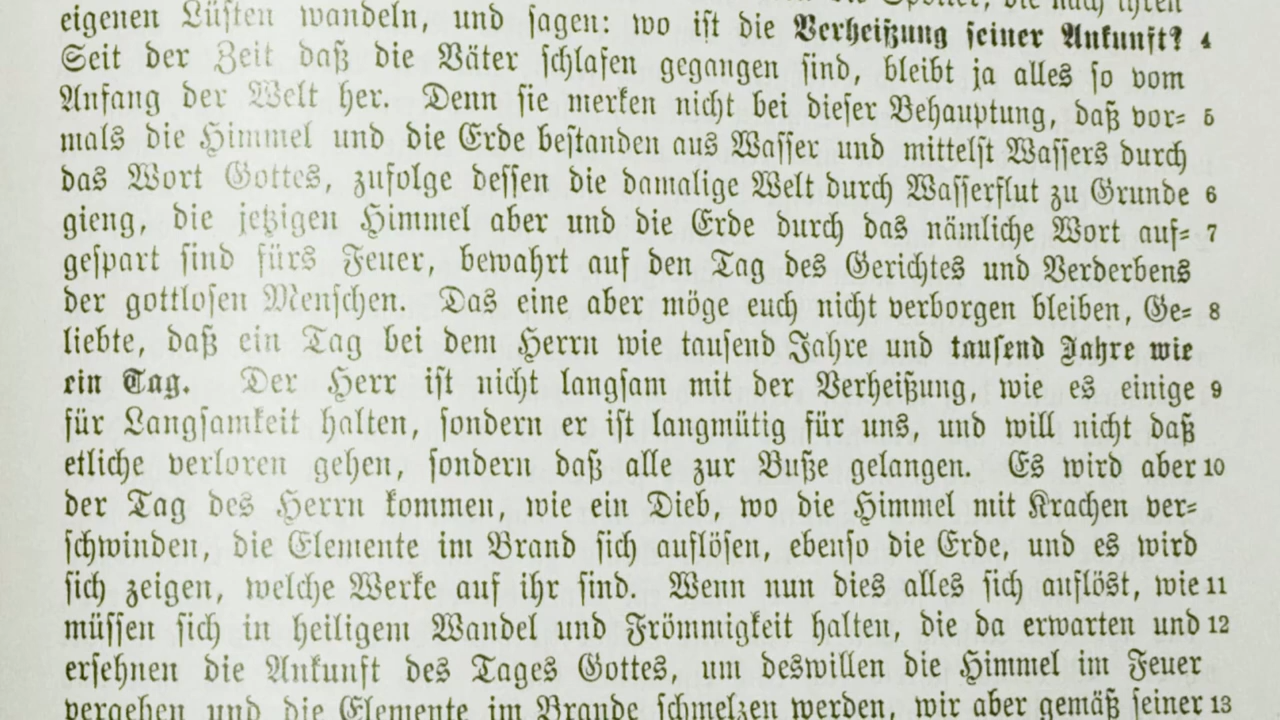 eigenen Lüsten wandeln, und sagen: wo ist die Verheißung seiner Ankunft? 4
Seit der Zeit daß die Väter schlafen gegangen sind, bleibt ja alles so vom
Anfang der Welt her. Denn sie merken nicht bei dieser Behauptung, daß vor= 5
mals die Himmel und die Erde bestanden aus Wasser und mittelst Wassers durch
das Wort Gottes, zufolge dessen die damalige Welt durch Wasserflut zu Grunde 6
gieng, die jetzigen Himmel aber und die Erde durch das nämliche Wort auf= 7
gespart sind fürs Feuer, bewahrt auf den Tag des Gerichtes und Verderbens
der gottlosen Menschen. Das eine aber möge euch nicht verborgen bleiben, Ge= 8
liebte, daß ein Tag bei dem Herrn wie tausend Jahre und tausend Jahre wie
ein Tag. Der Herr ist nicht langsam mit der Verheißung, wie es einige 9
für Langsamkeit halten, sondern er ist langmütig für uns, und will nicht daß
etliche verloren gehen, sondern daß alle zur Buße gelangen. Es wird aber 10
der Tag des Herrn kommen, wie ein Dieb, wo die Himmel mit Krachen ver=
schwinden, die Elemente im Brand sich auflösen, ebenso die Erde, und es wird
sich zeigen, welche Werke auf ihr sind. Wenn nun dies alles sich auflöst, wie 11
müssen sich in heiligem Wandel und Frömmigkeit halten, die da erwarten und 12
ersehnen die Ankunft des Tages Gottes, um deswillen die Himmel im Feuer
vergehen und die Elemente im Brande schmelzen werden, wir aber gemäß seiner 13